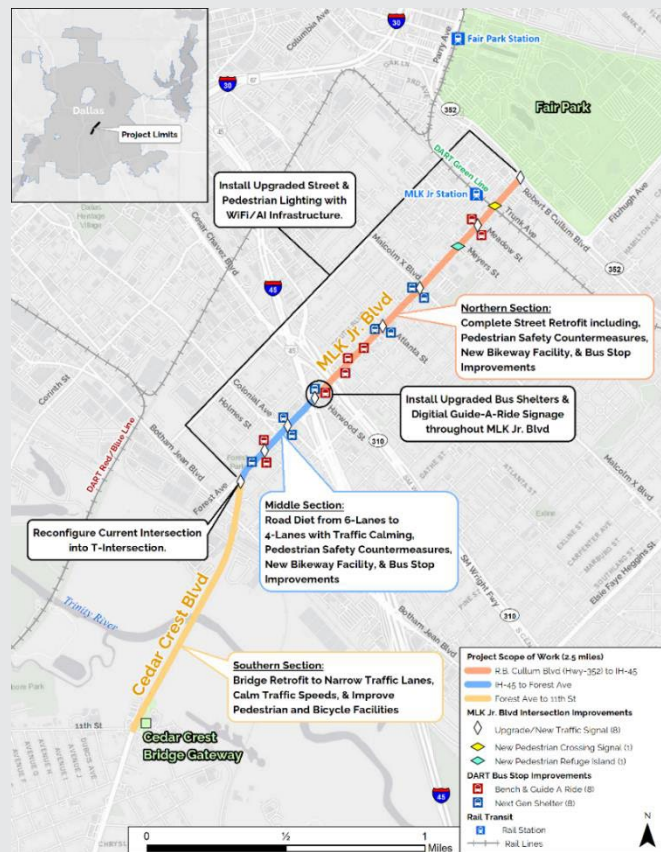 Dallas
Project Limits
30
Columbia Ave
Parry Ave
Fair Park Station
30
352
Fair Park
DART Green Line
352
MLK Jr Station
Robert B Cullum Blvd
Fitzhugh Ave
Trunk Ave
Meadow St
Meyers St
352
Install Upgraded Street &
Pedestrian Lighting with
WiFi/AI Infrastructure.
Cesar Chavez Blvd
Malcolm X Blvd
45
MLK Jr. Blvd
Atlanta St
Northern Section:
Complete Street Retrofit including,
Pedestrian Safety Countermeasures,
New Bikeway Facility, & Bus Stop
Improvements
Corinth St
Colonial Ave
Holmes St
Harwood St
310
Install Upgraded Bus Shelters &
Digitial Guide-A-Ride Signage
throughout MLK Jr. Blvd
DART Red/Blue Line
Botham Jean Blvd
Forest Ave
Malcolm X Blvd
Reconfigure Current Intersection
into T-Intersection.
Middle Section:
Road Diet from 6-Lanes to
4-Lanes with Traffic Calming,
Pedestrian Safety Countermeasures,
New Bikeway Facility, & Bus Stop
Improvements
Elsie Faye Heggins St
SM Wright Fwy
310
Trinity River
Botham Jean Blvd
Cedar Crest Blvd
Southern Section:
Bridge Retrofit to Narrow Traffic Lanes,
Calm Traffic Speeds, & Improve
Pedestrian and Bicycle Facilities
11th St
Cedar Crest
Bridge Gateway
45
Project Scope of Work (2.5 miles)
R.B. Cullum Blvd (Hwy-352) to IH-45
IH-45 to Forest Ave
Forest Ave to 11th St
MLK Jr. Blvd Intersection Improvements
Upgrade/New Traffic Signal (8)
New Pedestrian Crossing Signal (1)
New Pedestrian Refuge Island (1)
DART Bus Stop Improvements
Bench & Guide A Ride (8)
Next Gen Shelter (8)
Rail Transit
Rail Station
Rail Lines
N
0 ½ 1
Miles